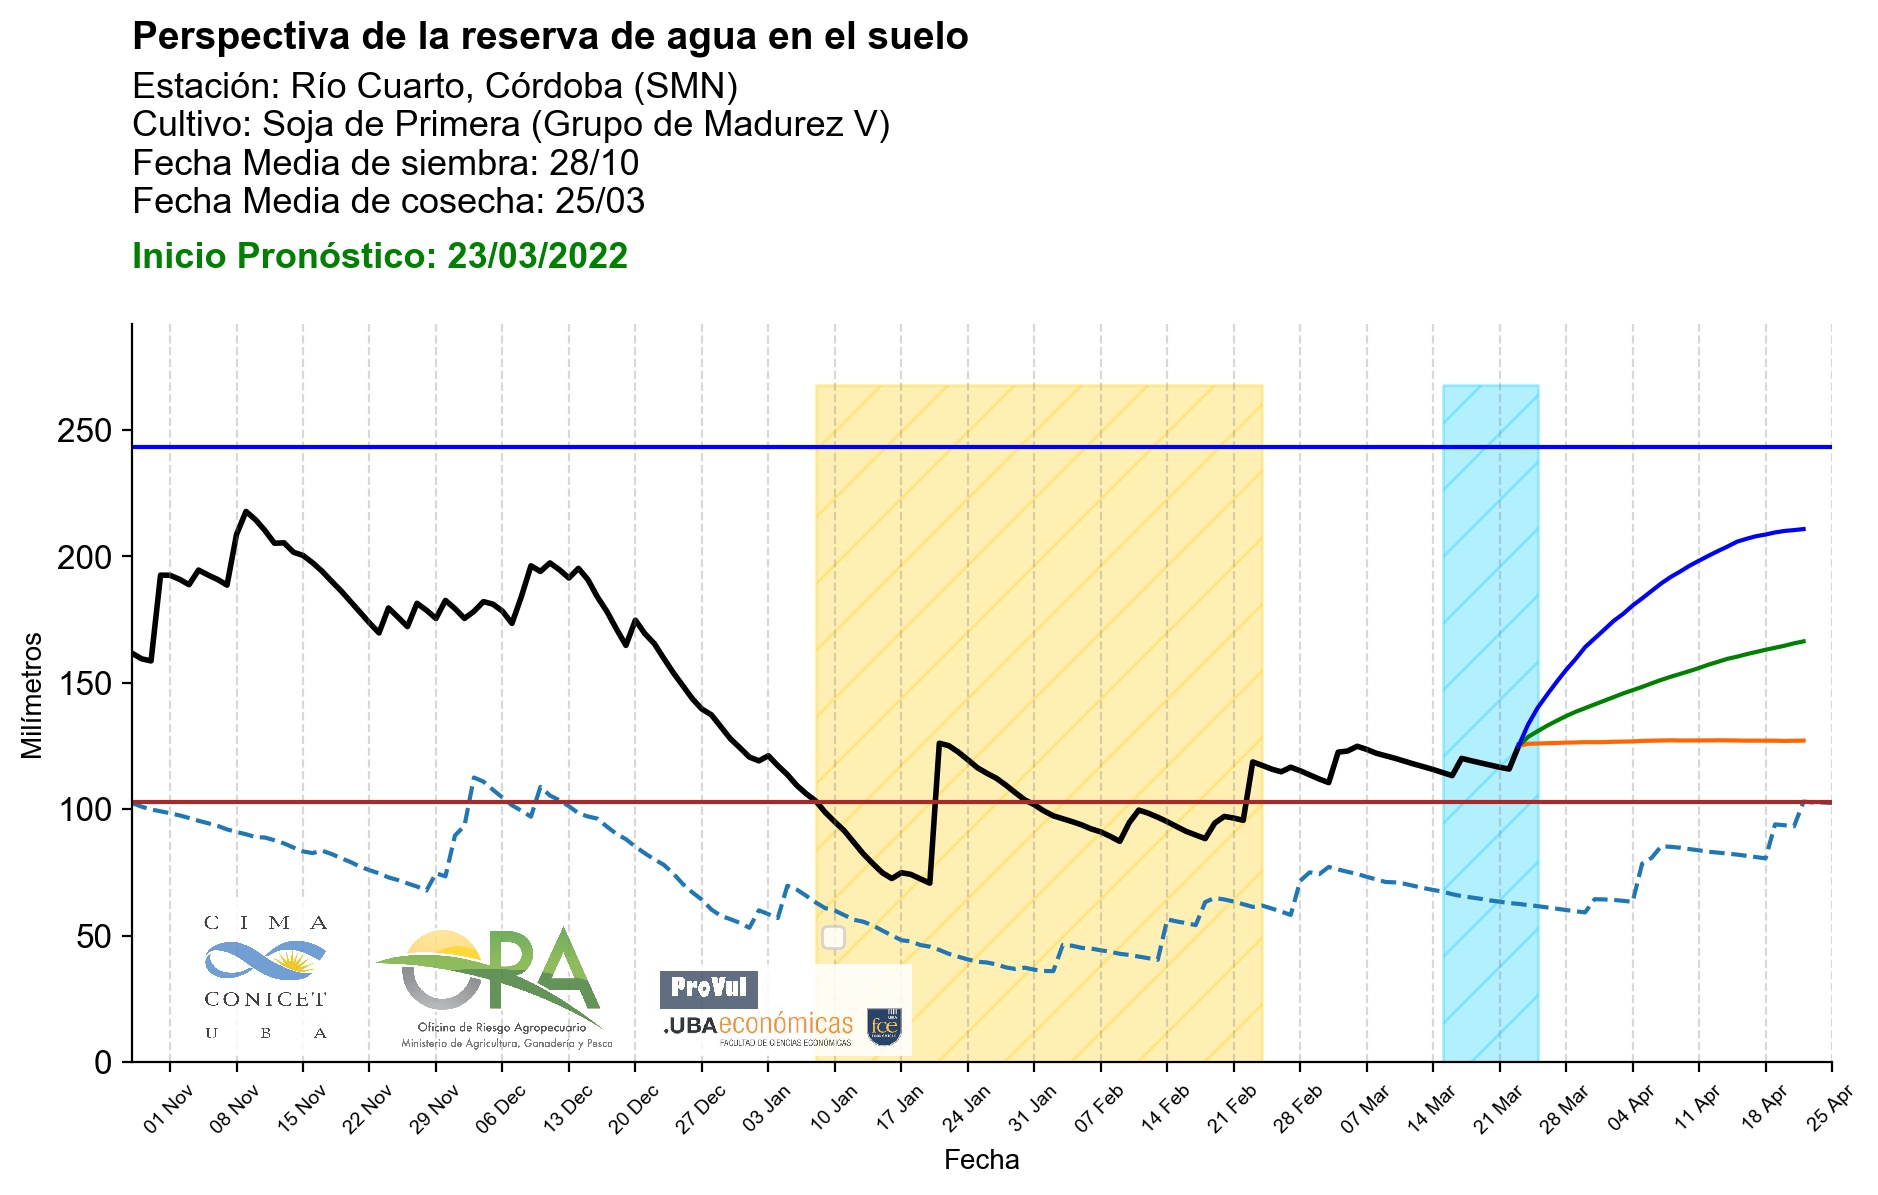 Perspectiva de la reserva de agua en el suelo
Estación: Río Cuarto, Córdoba (SMN)
Cultivo: Soja de Primera (Grupo de Madurez V)
Fecha Media de siembra: 28/10
Fecha Media de cosecha: 25/03
Inicio Pronóstico: 23/03/2022
250
200
150
100
50
0
Milímetros
C I M A
CONICET
U B A
ORA
Oficina de Riesgo Agropecuario
Ministerio de Agricultura, Ganadería y Pesca
ProVul
.UBAeconómicas
FACULTAD DE CIENCIAS ECONÓMICAS
UBA
fce
01 Nov
08 Nov
15 Nov
22 Nov
29 Nov
06 Dec
13 Dec
20 Dec
27 Dec
03 Jan
10 Jan
17 Jan
24 Jan
31 Jan
07 Feb
14 Feb
21 Feb
28 Feb
07 Mar
14 Mar
21 Mar
28 Mar
04 Apr
11 Apr
18 Apr
25 Apr
Fecha